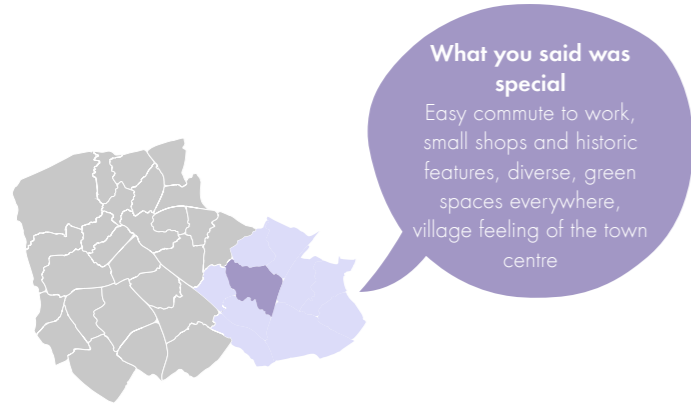 What you said was
special
Easy commute to work,
small shops and historic
features, diverse, green
spaces everywhere,
village feeling of the town
centre